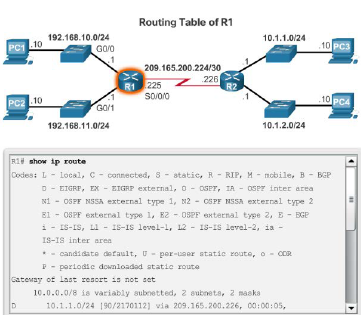 Routing Table of R1
192.168.10.0/24
10.1.1.0/24
PC1
.10
G0/0
.10
PC3
.1
.1
209.165.200.224/30
R1
.225
.226
R2
S0/0/0
PC2
.10
.1
G0/1
.1
.10
PC4
192.168.11.0/24
10.1.2.0/24
R1# show ip route
Codes: L - local, C - connected, S - static, R - RIP, M - mobile, B - BGP
D - EIGRP, EX - EIGRP external, O - OSPF, IA - OSPF inter area
N1 - OSPF NSSA external type 1, N2 - OSPF NSSA external type 2
E1 - OSPF external type 1, E2 - OSPF external type 2, E - EGP
i - IS-IS, L1 - IS-IS level-1, L2 - IS-IS level-2, ia -
IS-IS inter area
* - candidate default, U - per-user static route, o - ODR
P - periodic downloaded static route
Gateway of last resort is not set
10.0.0.0/8 is variably subnetted, 2 subnets, 2 masks
D 10.1.1.0/24 [90/2170112] via 209.165.200.226, 00:00:05,